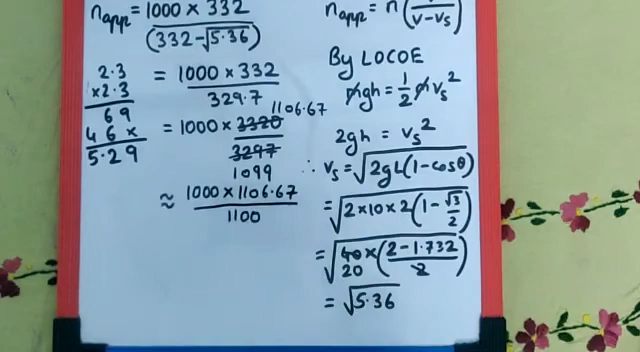 n_app = 1000 × 332 / (332-√5.36)
= 1000 × 332 / 329.7
= 1000 × 3320 / 3297
1106.67
1099
≈ 1000 × 1106.67 / 1100
2.3
×2.3
69
46×
5.29
n_app = n (v / v-v_s)
By LOCOE
mgh = 1/2 m v_s²
2gh = v_s²
∴ v_s = √2gL(1-cosθ)
= √2×10×2(1-√3/2)
= √40 × (2-1.732 / 2)
20
= √5.36